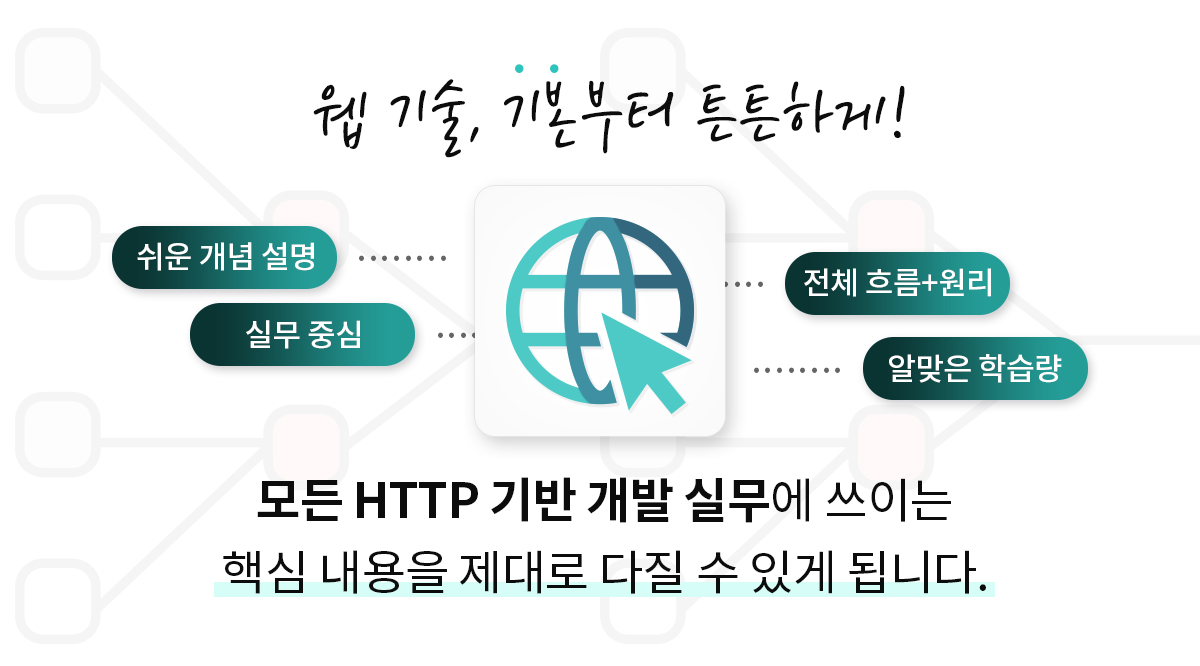 웹 기술, 기본부터 튼튼하게!
쉬운 개념 설명
실무 중심
전체 흐름+원리
알맞은 학습량
모든 HTTP 기반 개발 실무에 쓰이는
핵심 내용을 제대로 다질 수 있게 됩니다.